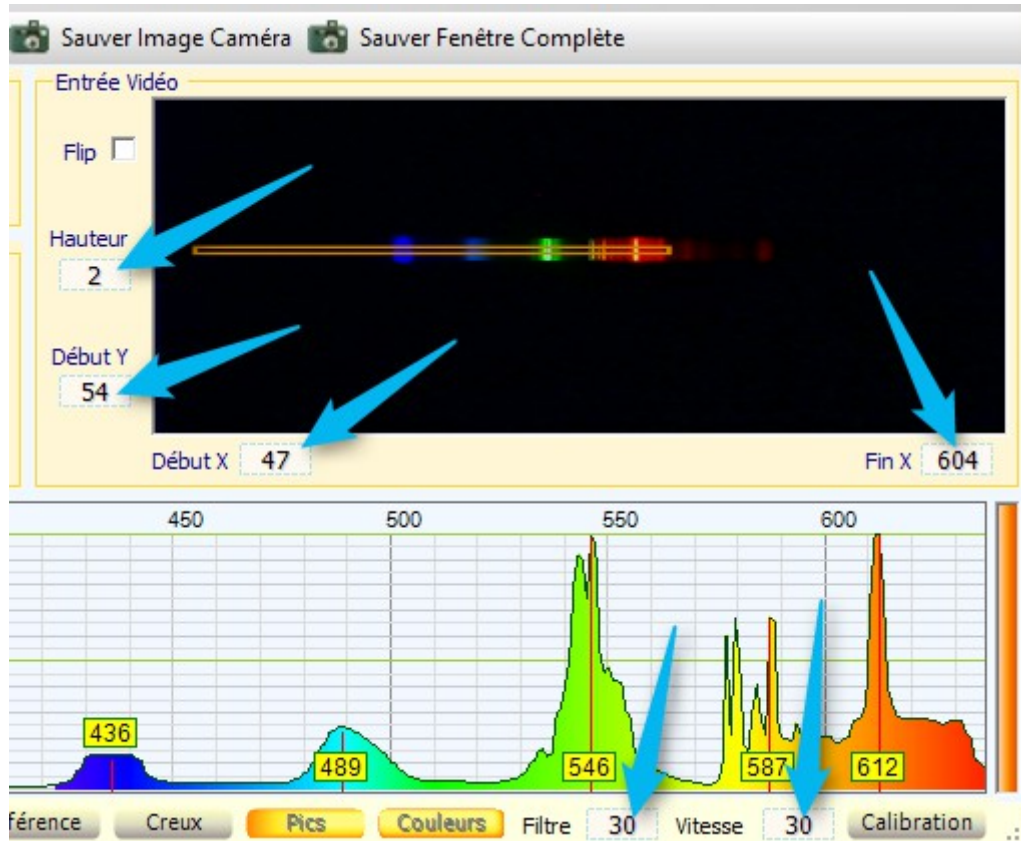 Sauver Image Caméra Sauver Fenêtre Complète
Entrée Vidéo
Flip
Hauteur
2
Début Y
54
Début X 47 Fin X 604
450 500 550 600
436 489 546 587 612
férence Creux Pics Couleurs Filtre 30 Vitesse 30 Calibration